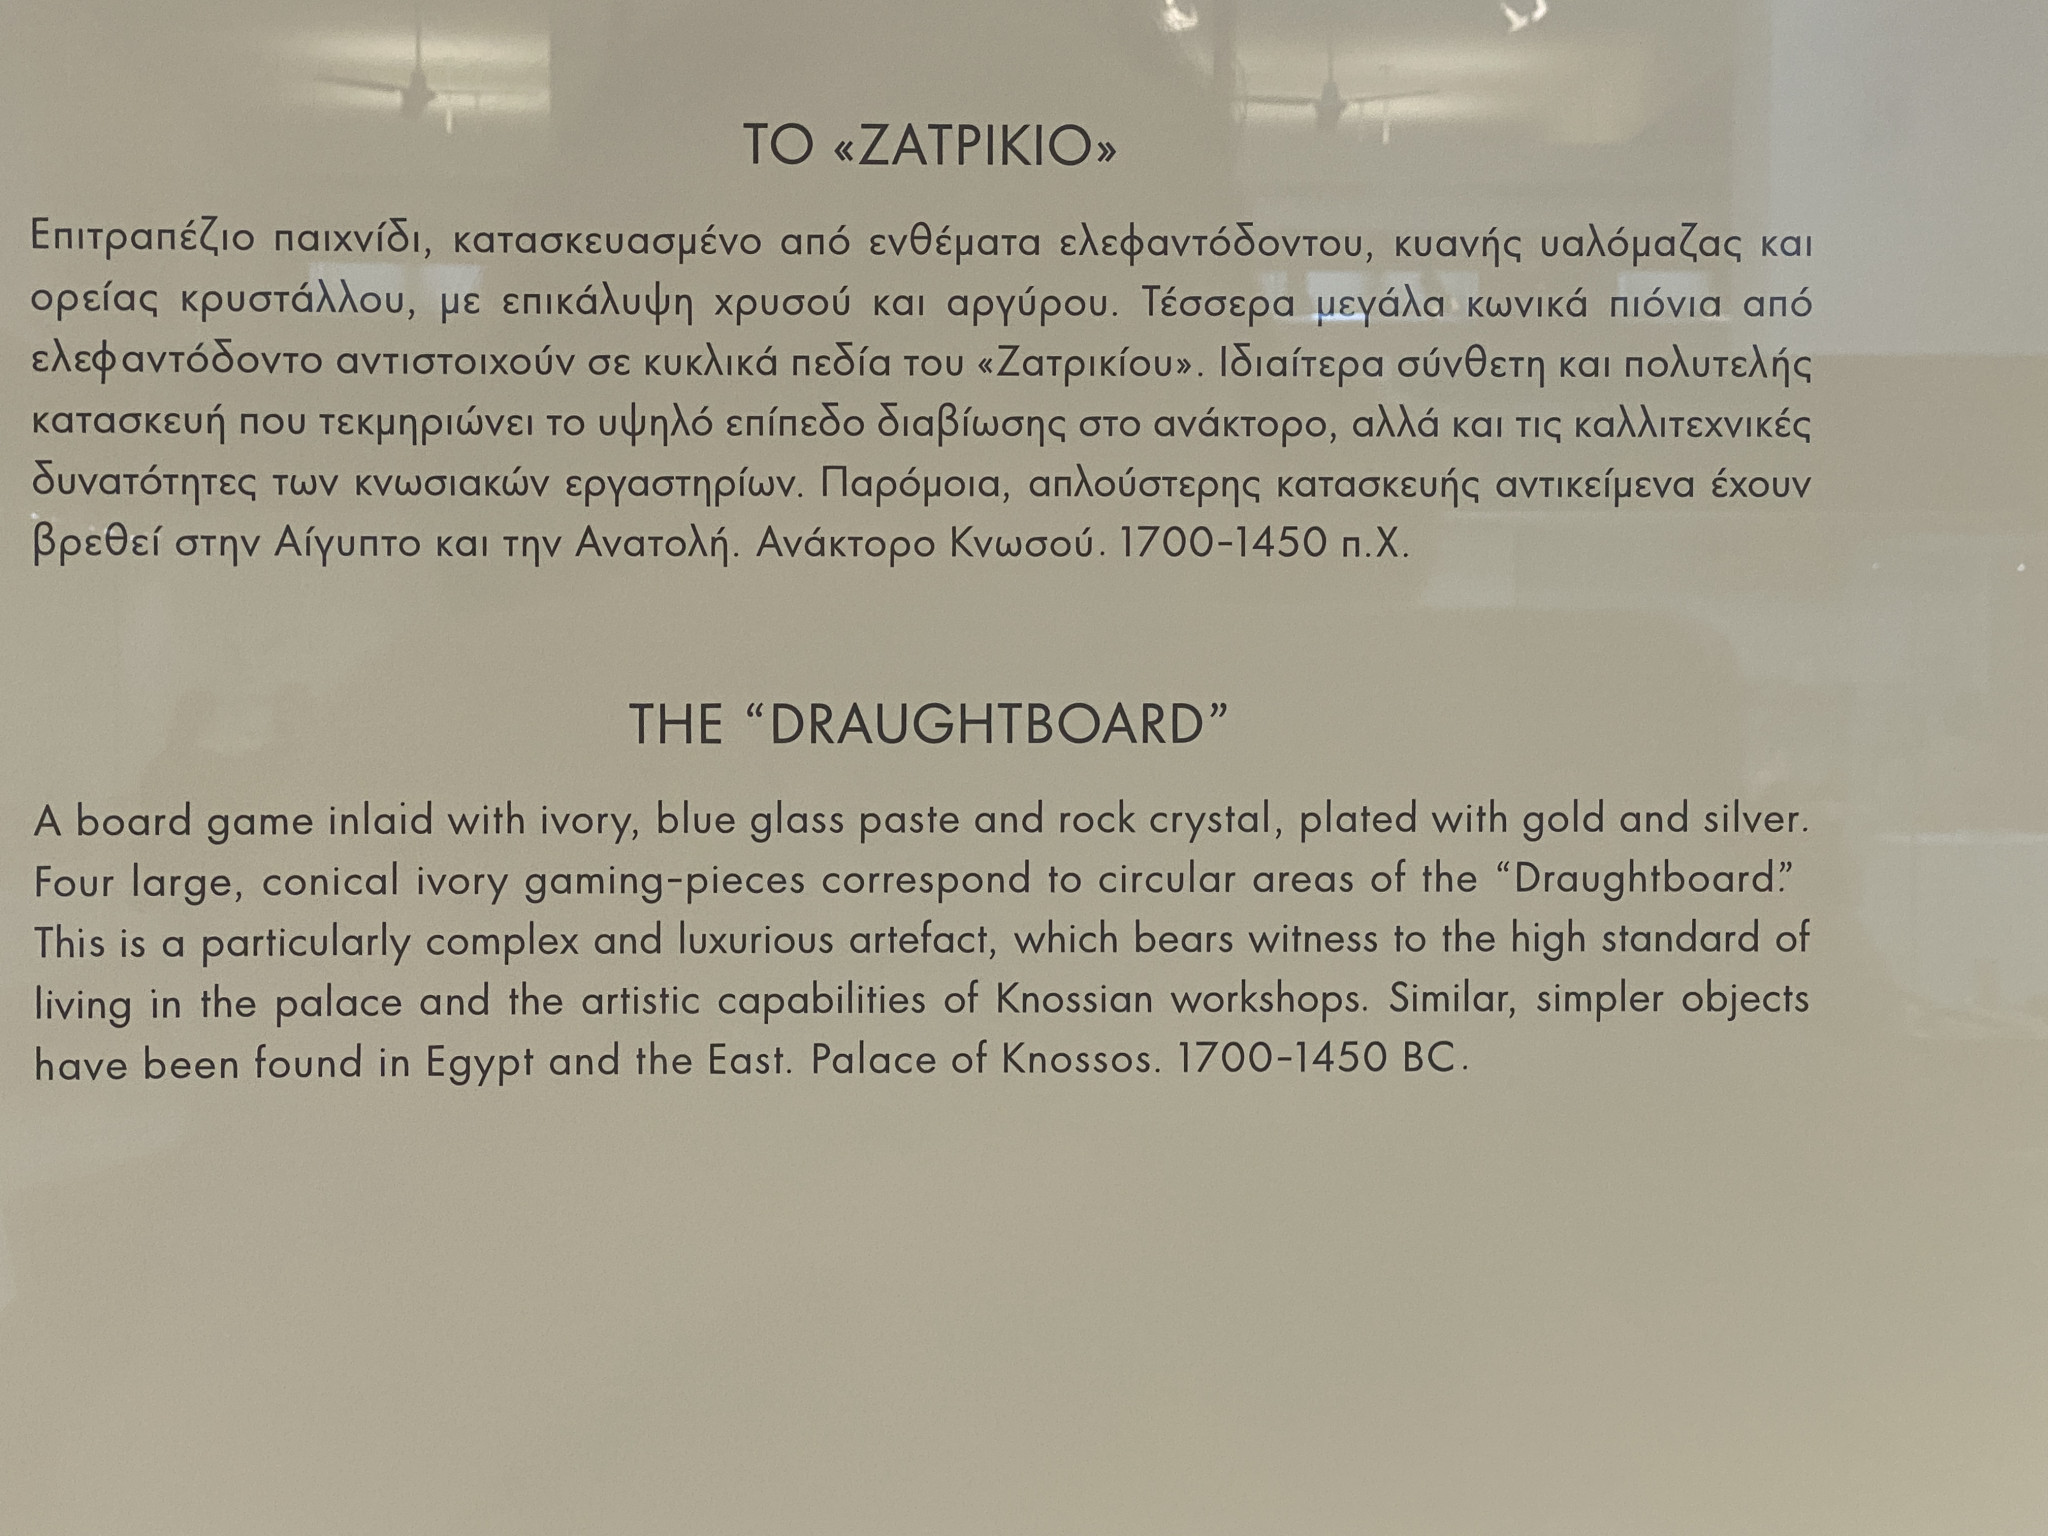 ΤΟ «ΖΑΤΡΙΚΙΟ»
Επιτραπέζιο παιχνίδι, κατασκευασμένο από ενθέματα ελεφαντόδοντου, κυανής υαλόμαζας και
ορείας κρυστάλλου, με επικάλυψη χρυσού και αργύρου. Τέσσερα μεγάλα κωνικά πιόνια από
ελεφαντόδοντο αντιστοιχούν σε κυκλικά πεδία του «Ζατρικίου». Ιδιαίτερα σύνθετη και πολυτελής
κατασκευή που τεκμηριώνει το υψηλό επίπεδο διαβίωσης στο ανάκτορο, αλλά και τις καλλιτεχνικές
δυνατότητες των κνωσιακών εργαστηρίων. Παρόμοια, απλούστερης κατασκευής αντικείμενα έχουν
βρεθεί στην Αίγυπτο και την Ανατολή. Ανάκτορο Κνωσού. 1700-1450 π.Χ.
THE “DRAUGHTBOARD”
A board game inlaid with ivory, blue glass paste and rock crystal, plated with gold and silver.
Four large, conical ivory gaming-pieces correspond to circular areas of the “Draughtboard.”
This is a particularly complex and luxurious artefact, which bears witness to the high standard of
living in the palace and the artistic capabilities of Knossian workshops. Similar, simpler objects
have been found in Egypt and the East. Palace of Knossos. 1700-1450 BC.